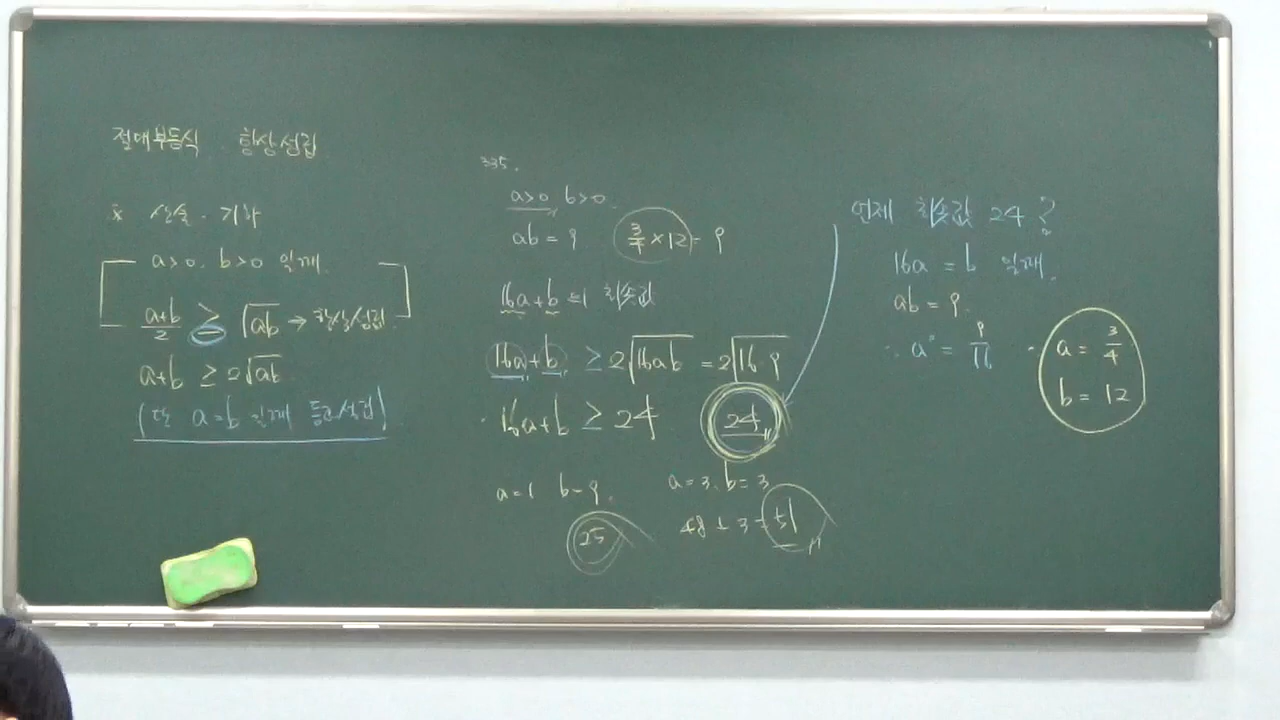 절대부등식. 항상성립
※ 산술·기하
a>0, b>0 일때
a+b/2 ≥ √ab → 항상성립
a+b ≥ 2√ab
(단 a=b 일때 등호성립)
335.
a>0, b>0.
ab = 9 3/4 × 12 = 9
16a+b의 최솟값
16a+b ≥ 2√16ab = 2√16·9
16a+b ≥ 24 24
a=1 b=9. a=3, b=3
25 48+3=51
언제 최솟값 24?
16a = b 일때.
ab = 9.
∴ a² = 9/16
a = 3/4
b = 12